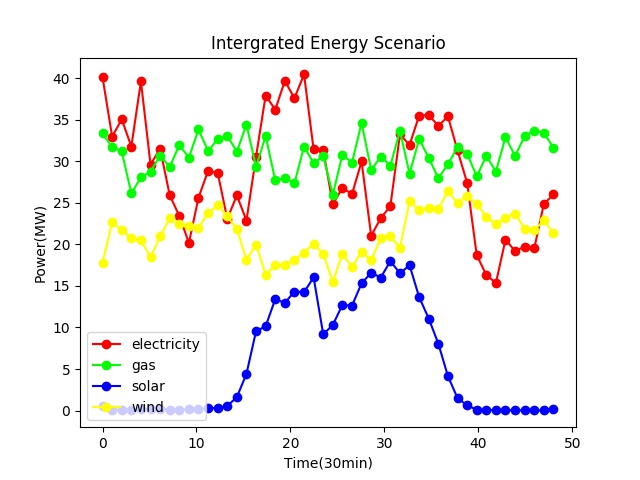 Intergrated Energy Scenario
Power(MW)
40
35
30
25
20
15
10
5
0
electricity
gas
solar
wind
0 10 20 30 40 50
Time(30min)